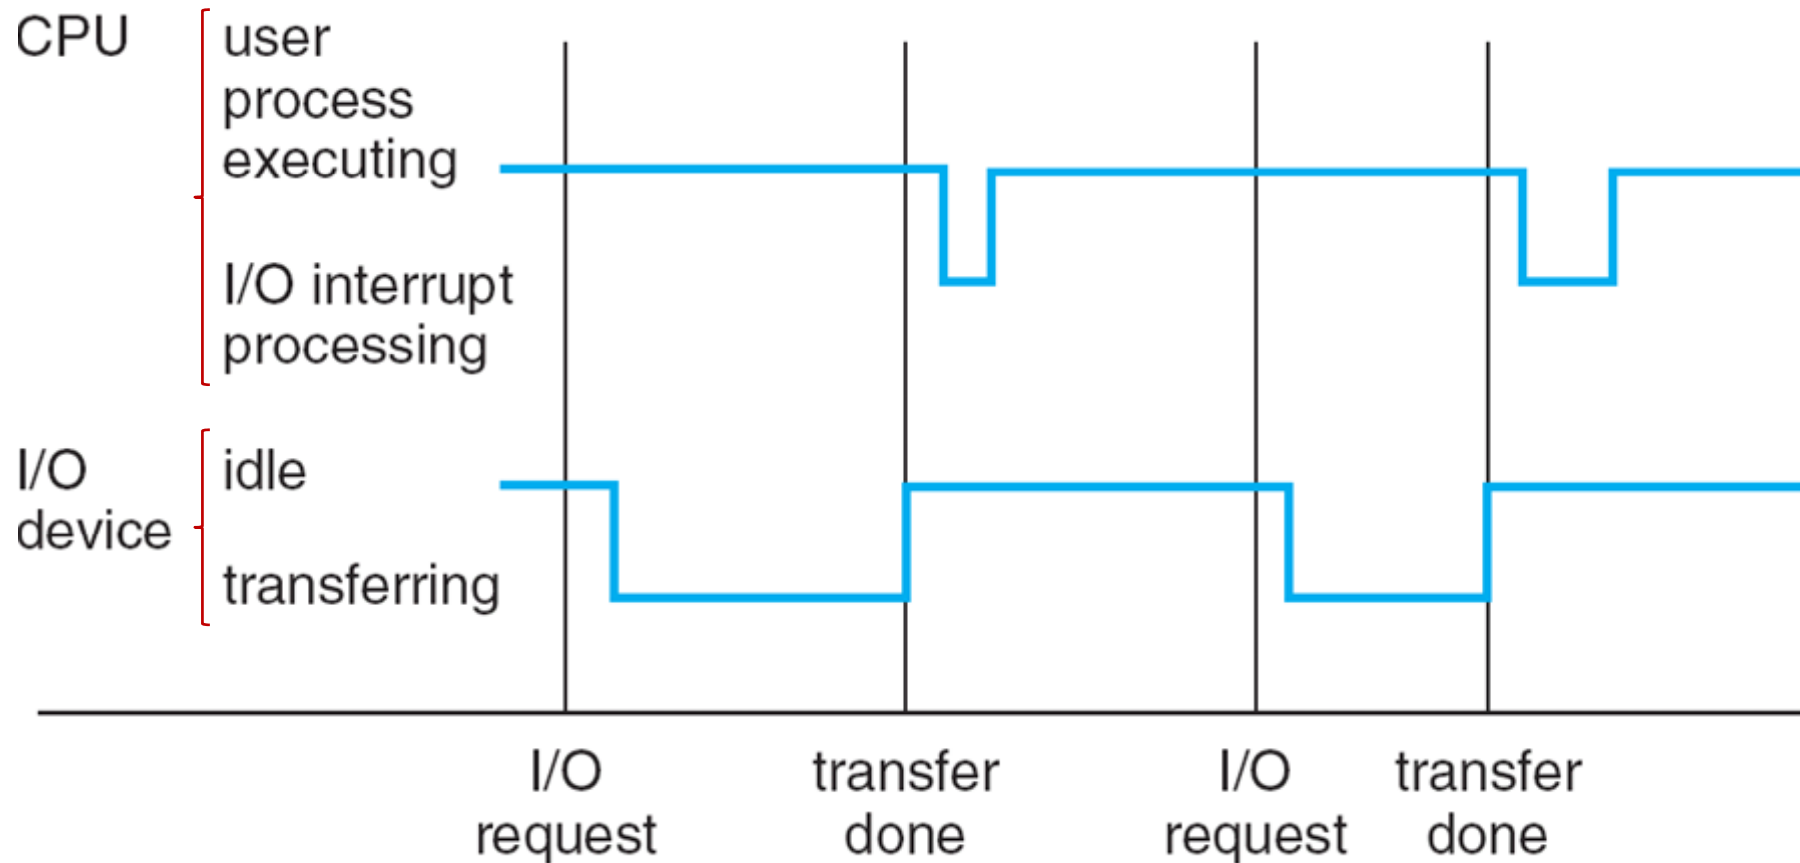 CPU
user
process
executing
I/O interrupt
processing
I/O
device
idle
transferring
I/O
request
transfer
done
I/O
request
transfer
done